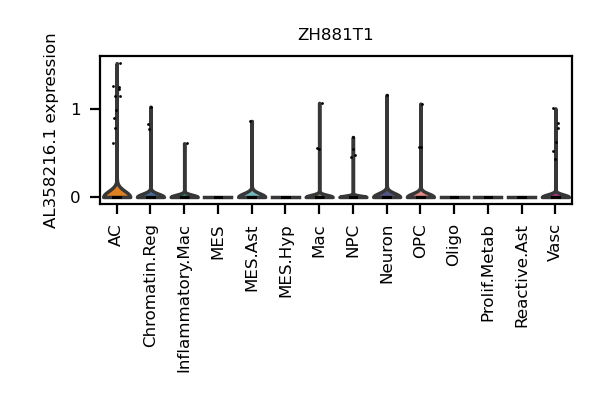 ZH881T1
AL358216.1 expression
1
0
AC
Chromatin.Reg
Inflammatory.Mac
MES
MES.Ast
MES.Hyp
Mac
NPC
Neuron
OPC
Oligo
Prolif.Metab
Reactive.Ast
Vasc